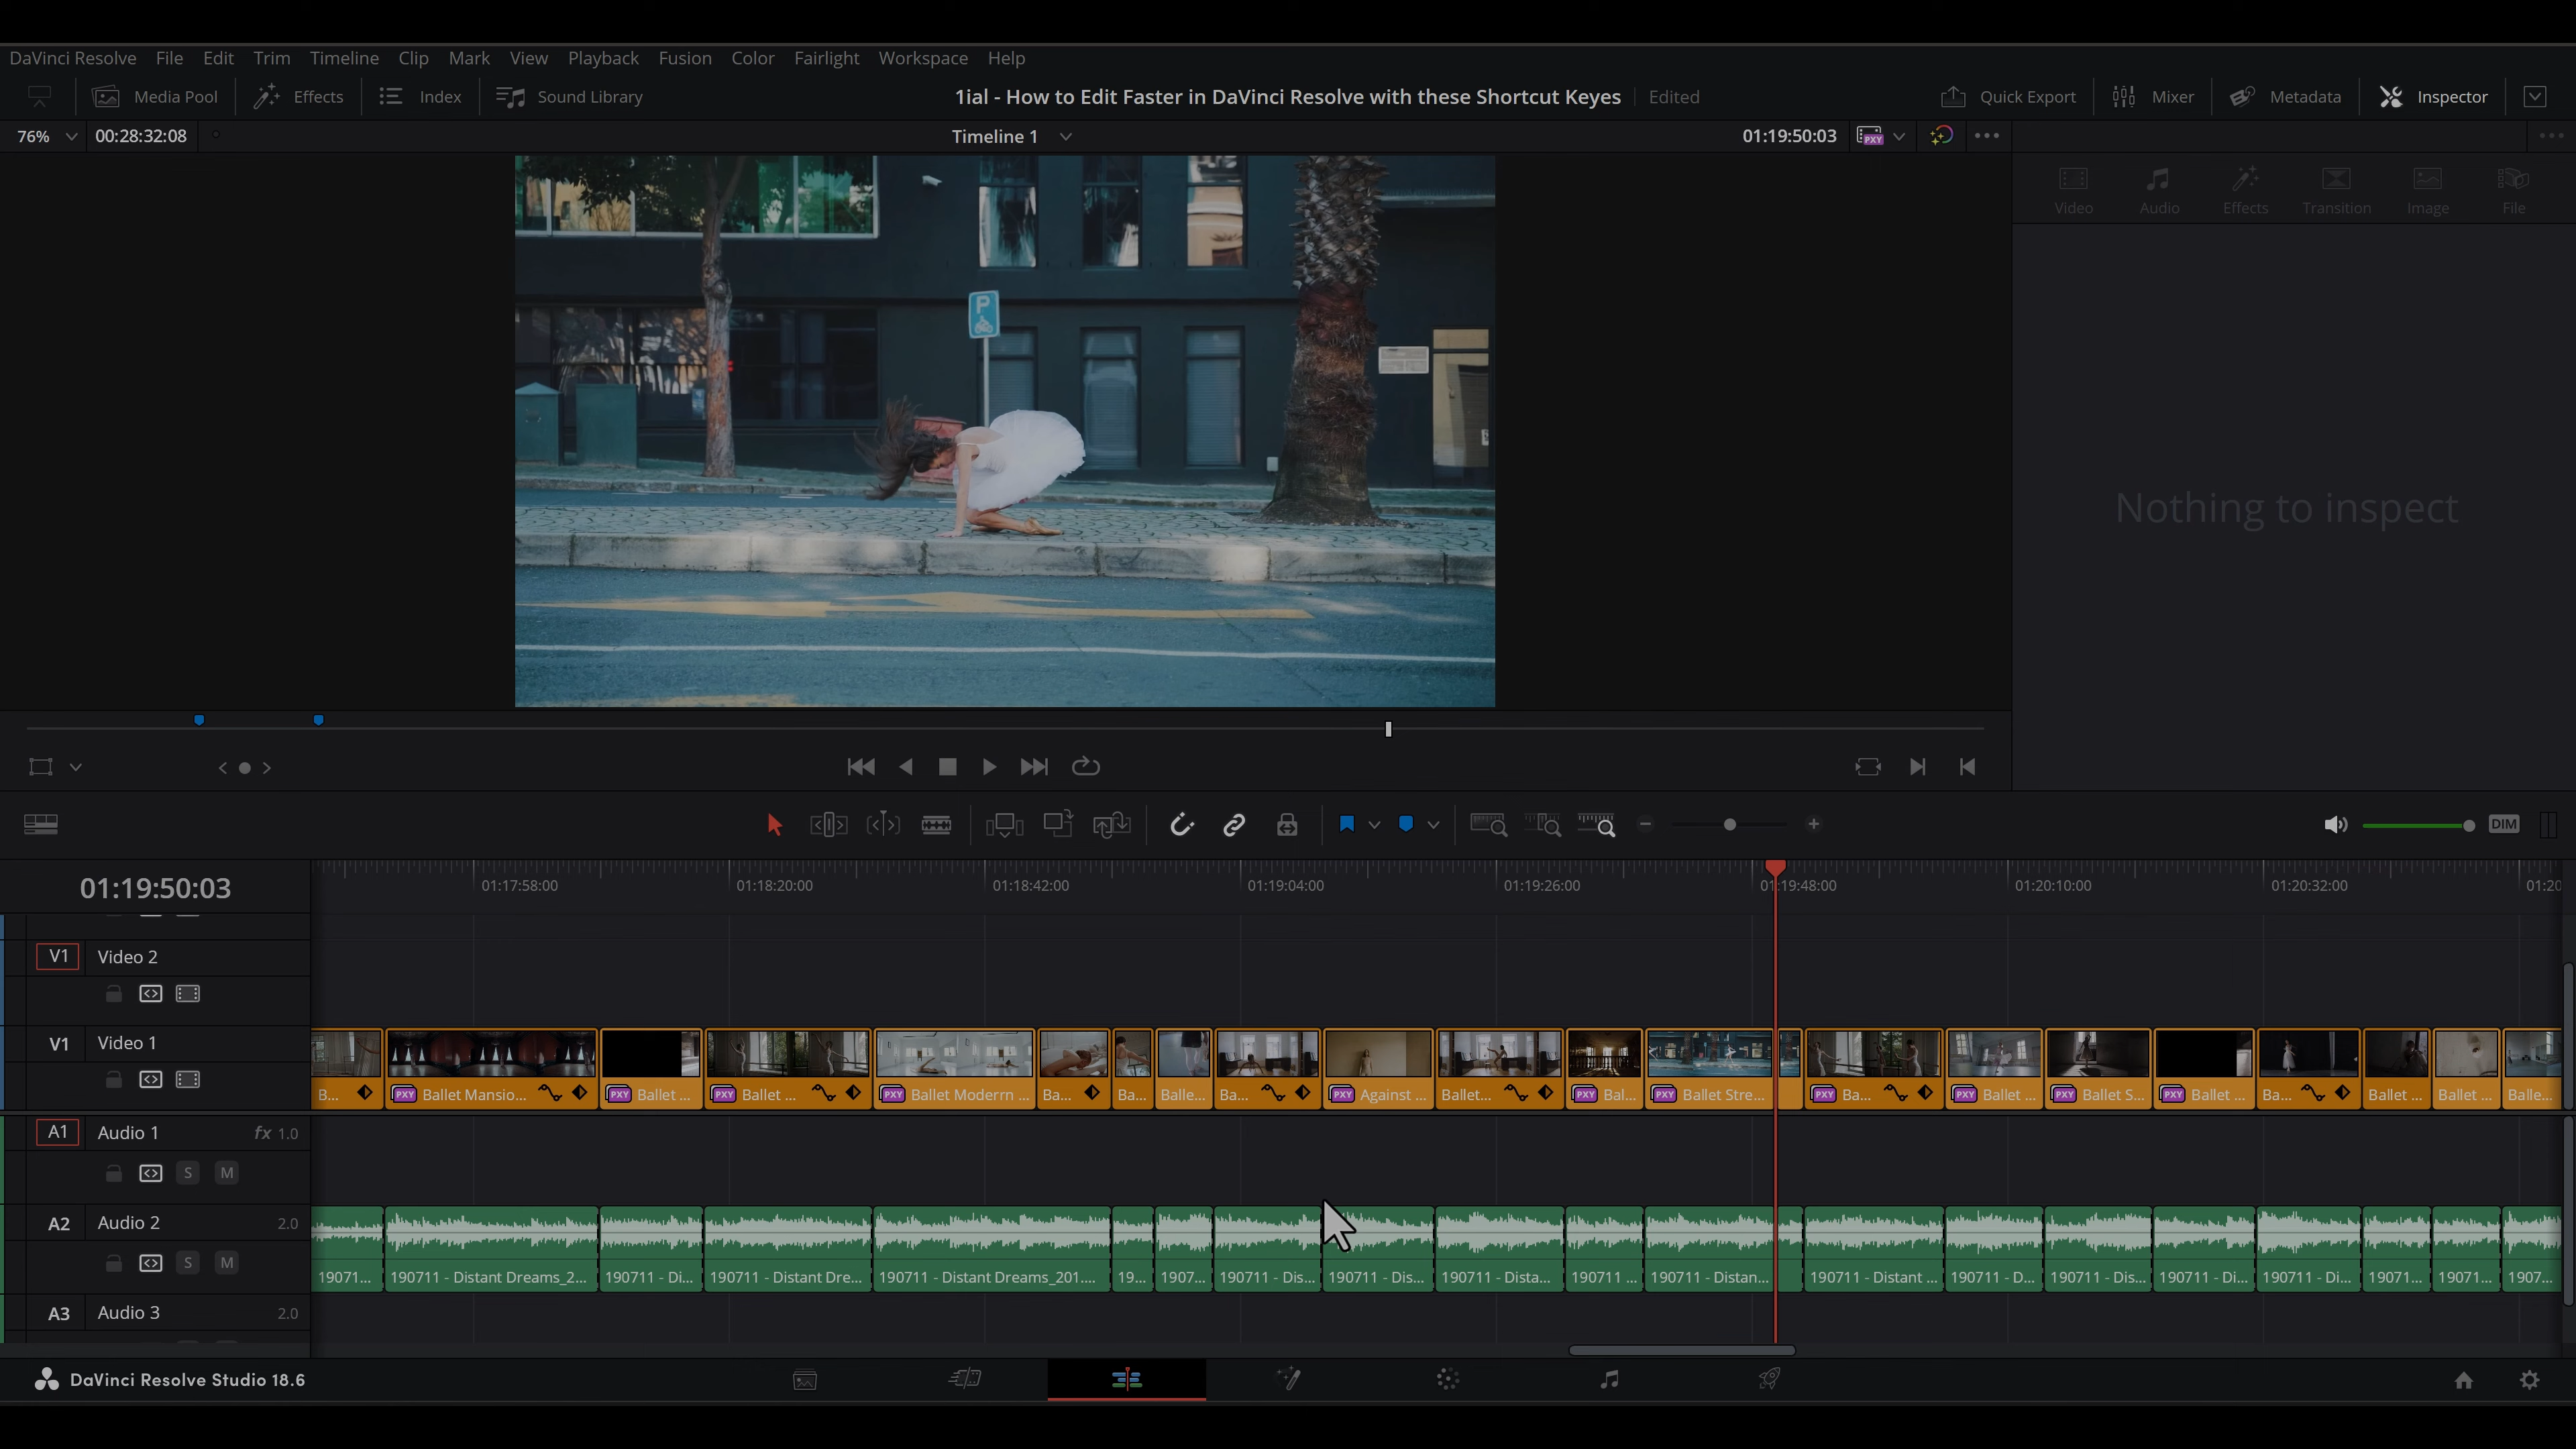 DaVinci Resolve File Edit Trim Timeline Clip Mark View Playback Fusion Color Fairlight Workspace Help
Media Pool Effects Index Sound Library 1ial - How to Edit Faster in DaVinci Resolve with these Shortcut Keyes Edited Quick Export Mixer Metadata Inspector
76% 00:28:32:08 Timeline 1 01:19:50:03 PXY
Video Audio Effects Transition Image File
P
Nothing to inspect
DIM
01:19:50:03 01:17:58:00 01:18:20:00 01:18:42:00 01:19:04:00 01:19:26:00 01:19:48:00 01:20:10:00 01:20:32:00 01:20
V1 Video 2
V1 Video 1
B... PXY Ballet Mansio... PXY Ballet ... PXY Ballet ... PXY Ballet Moderrn ... Ba... Ba... Balle... Ba... PXY Against ... Ballet... PXY Bal... PXY Ballet Stre... PXY Ba... PXY Ballet ... PXY Ballet S... PXY Ballet ... Ba... Ballet ... Ballet ... Balle...
A1 Audio 1 fx 1.0
S M
A2 Audio 2 2.0
S M
19071... 190711 - Distant Dreams_2... 190711 - Di... 190711 - Distant Dre... 190711 - Distant Dreams_201.... 19... 1907... 190711 - Dis... 190711 - Dis... 190711 - Dista... 190711 ... 190711 - Distan... 190711 - Distant ... 190711 - D... 190711 - Dis... 190711 - Di... 190711 - Di... 19071... 19071... 1907...
A3 Audio 3 2.0
DaVinci Resolve Studio 18.6